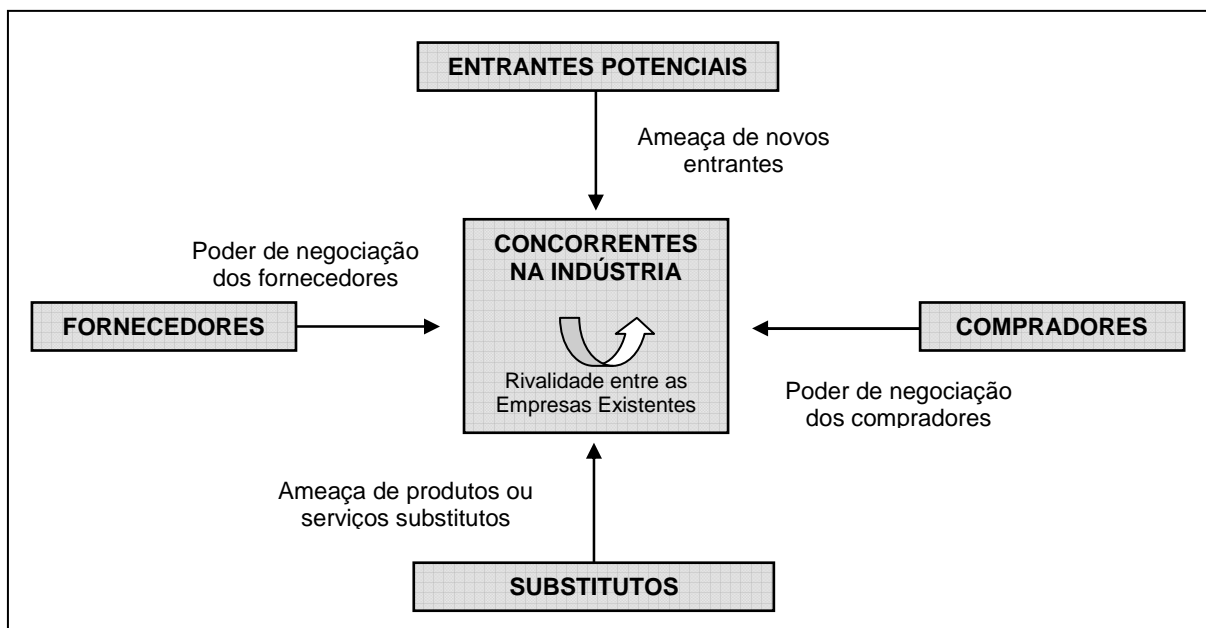 ENTRANTES POTENCIAIS
Ameaça de novos
entrantes
CONCORRENTES
NA INDÚSTRIA
Poder de negociação
dos fornecedores
FORNECEDORES
COMPRADORES
Rivalidade entre as
Empresas Existentes
Poder de negociação
dos compradores
Ameaça de produtos ou
serviços substitutos
SUBSTITUTOS